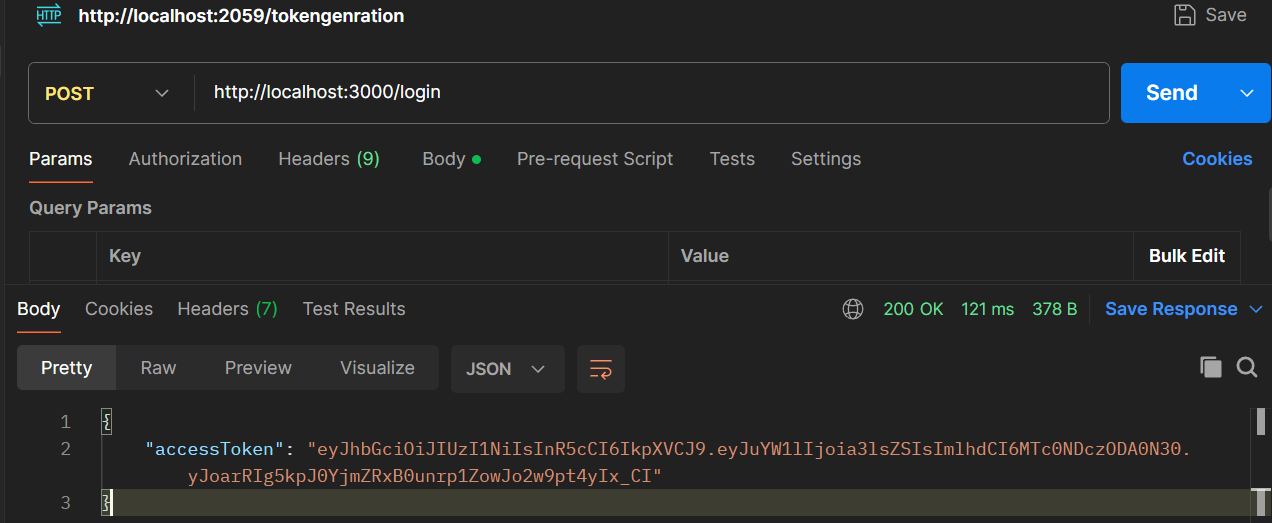 HTTP http://localhost:2059/tokengenration Save
POST http://localhost:3000/login Send
Params Authorization Headers (9) Body Pre-request Script Tests Settings Cookies
Query Params
Key Value Bulk Edit
Body Cookies Headers (7) Test Results 200 OK 121 ms 378 B Save Response
Pretty Raw Preview Visualize JSON
1 {
2 "accessToken": "eyJhbGciOiJIUzI1NiIsInR5cCI6IkpXVCJ9.eyJuYW1lIjoia3lsZSIsImlhdCI6MTc0NDczODA0N30.
yJoarRIg5kpJ0YjmZRxB0unrp1ZowJo2w9pt4yIx_CI"
3 }